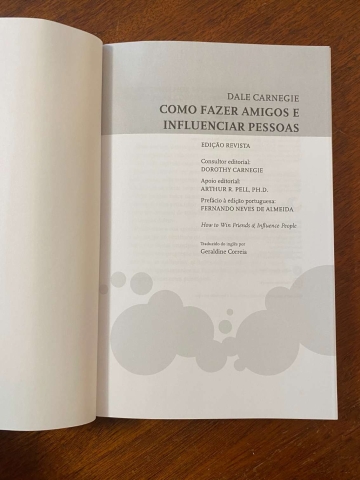 DALE CARNEGIE
COMO FAZER AMIGOS E
INFLUENCIAR PESSOAS
EDIÇÃO REVISTA
Consultor editorial:
DOROTHY CARNEGIE
Apoio editorial:
ARTHUR R. PELL, PH.D.
Prefácio à edição portuguesa:
FERNANDO NEVES DE ALMEIDA
How to Win Friends & Influence People
Traduzido do inglês por
Geraldine Correia